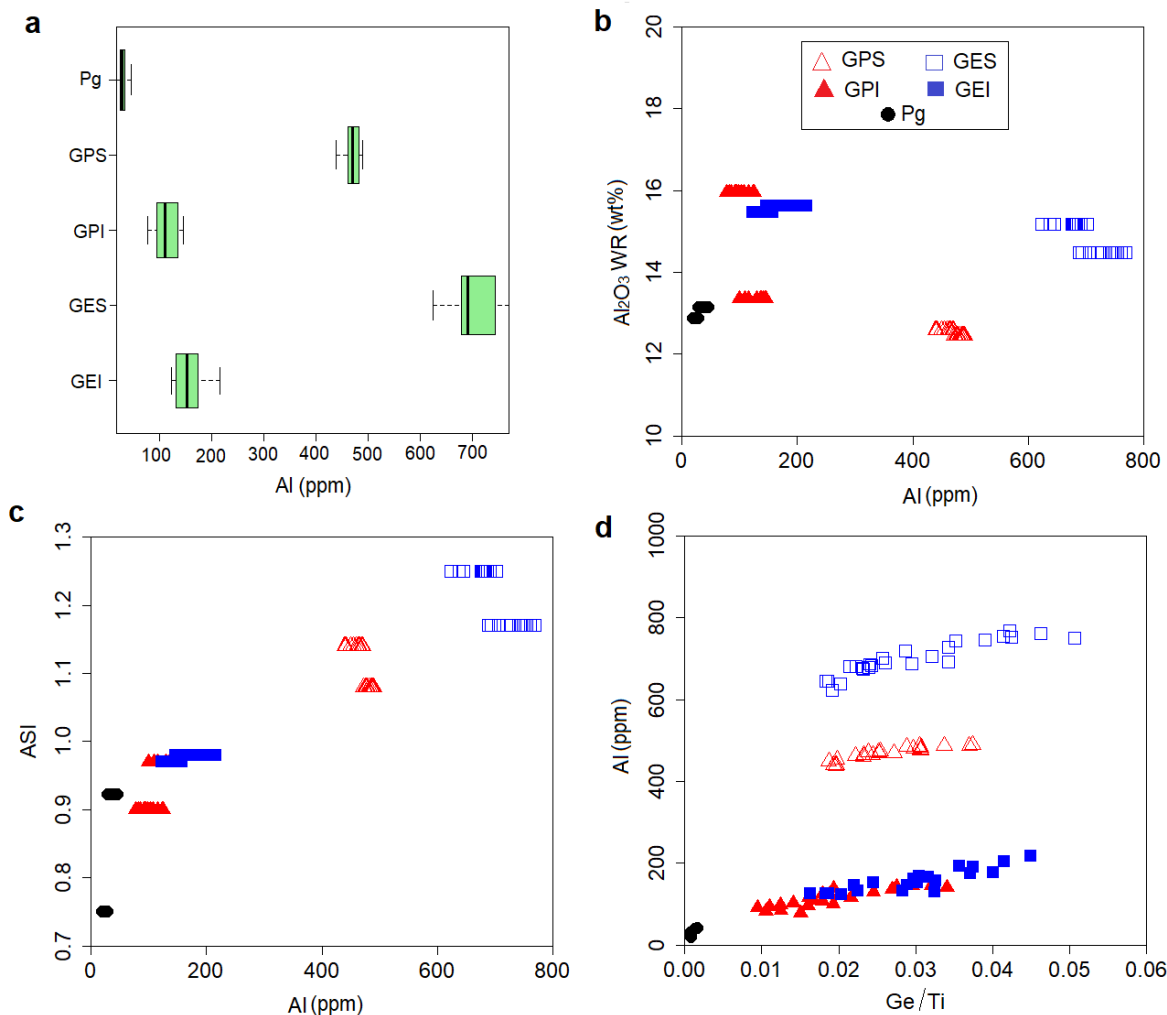 a
Pg
GPS
GPI
GES
GEI
100 200 300 400 500 600 700
Al (ppm)
b
GPS GES
GPI GEI
Pg
20
18
16
14
12
10
Al₂O₃ WR (wt%)
0 200 400 600 800
Al (ppm)
c
1.3
1.2
1.1
1.0
0.9
0.8
0.7
ASI
0 200 400 600 800
Al (ppm)
d
1000
800
600
400
200
0
Al (ppm)
0.00 0.01 0.02 0.03 0.04 0.05 0.06
Ge/Ti